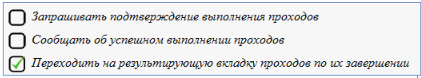 Запрашивать подтверждение выполнения проходов
Сообщать об успешном выполнении проходов
Переходить на результирующую вкладку проходов по их завершении